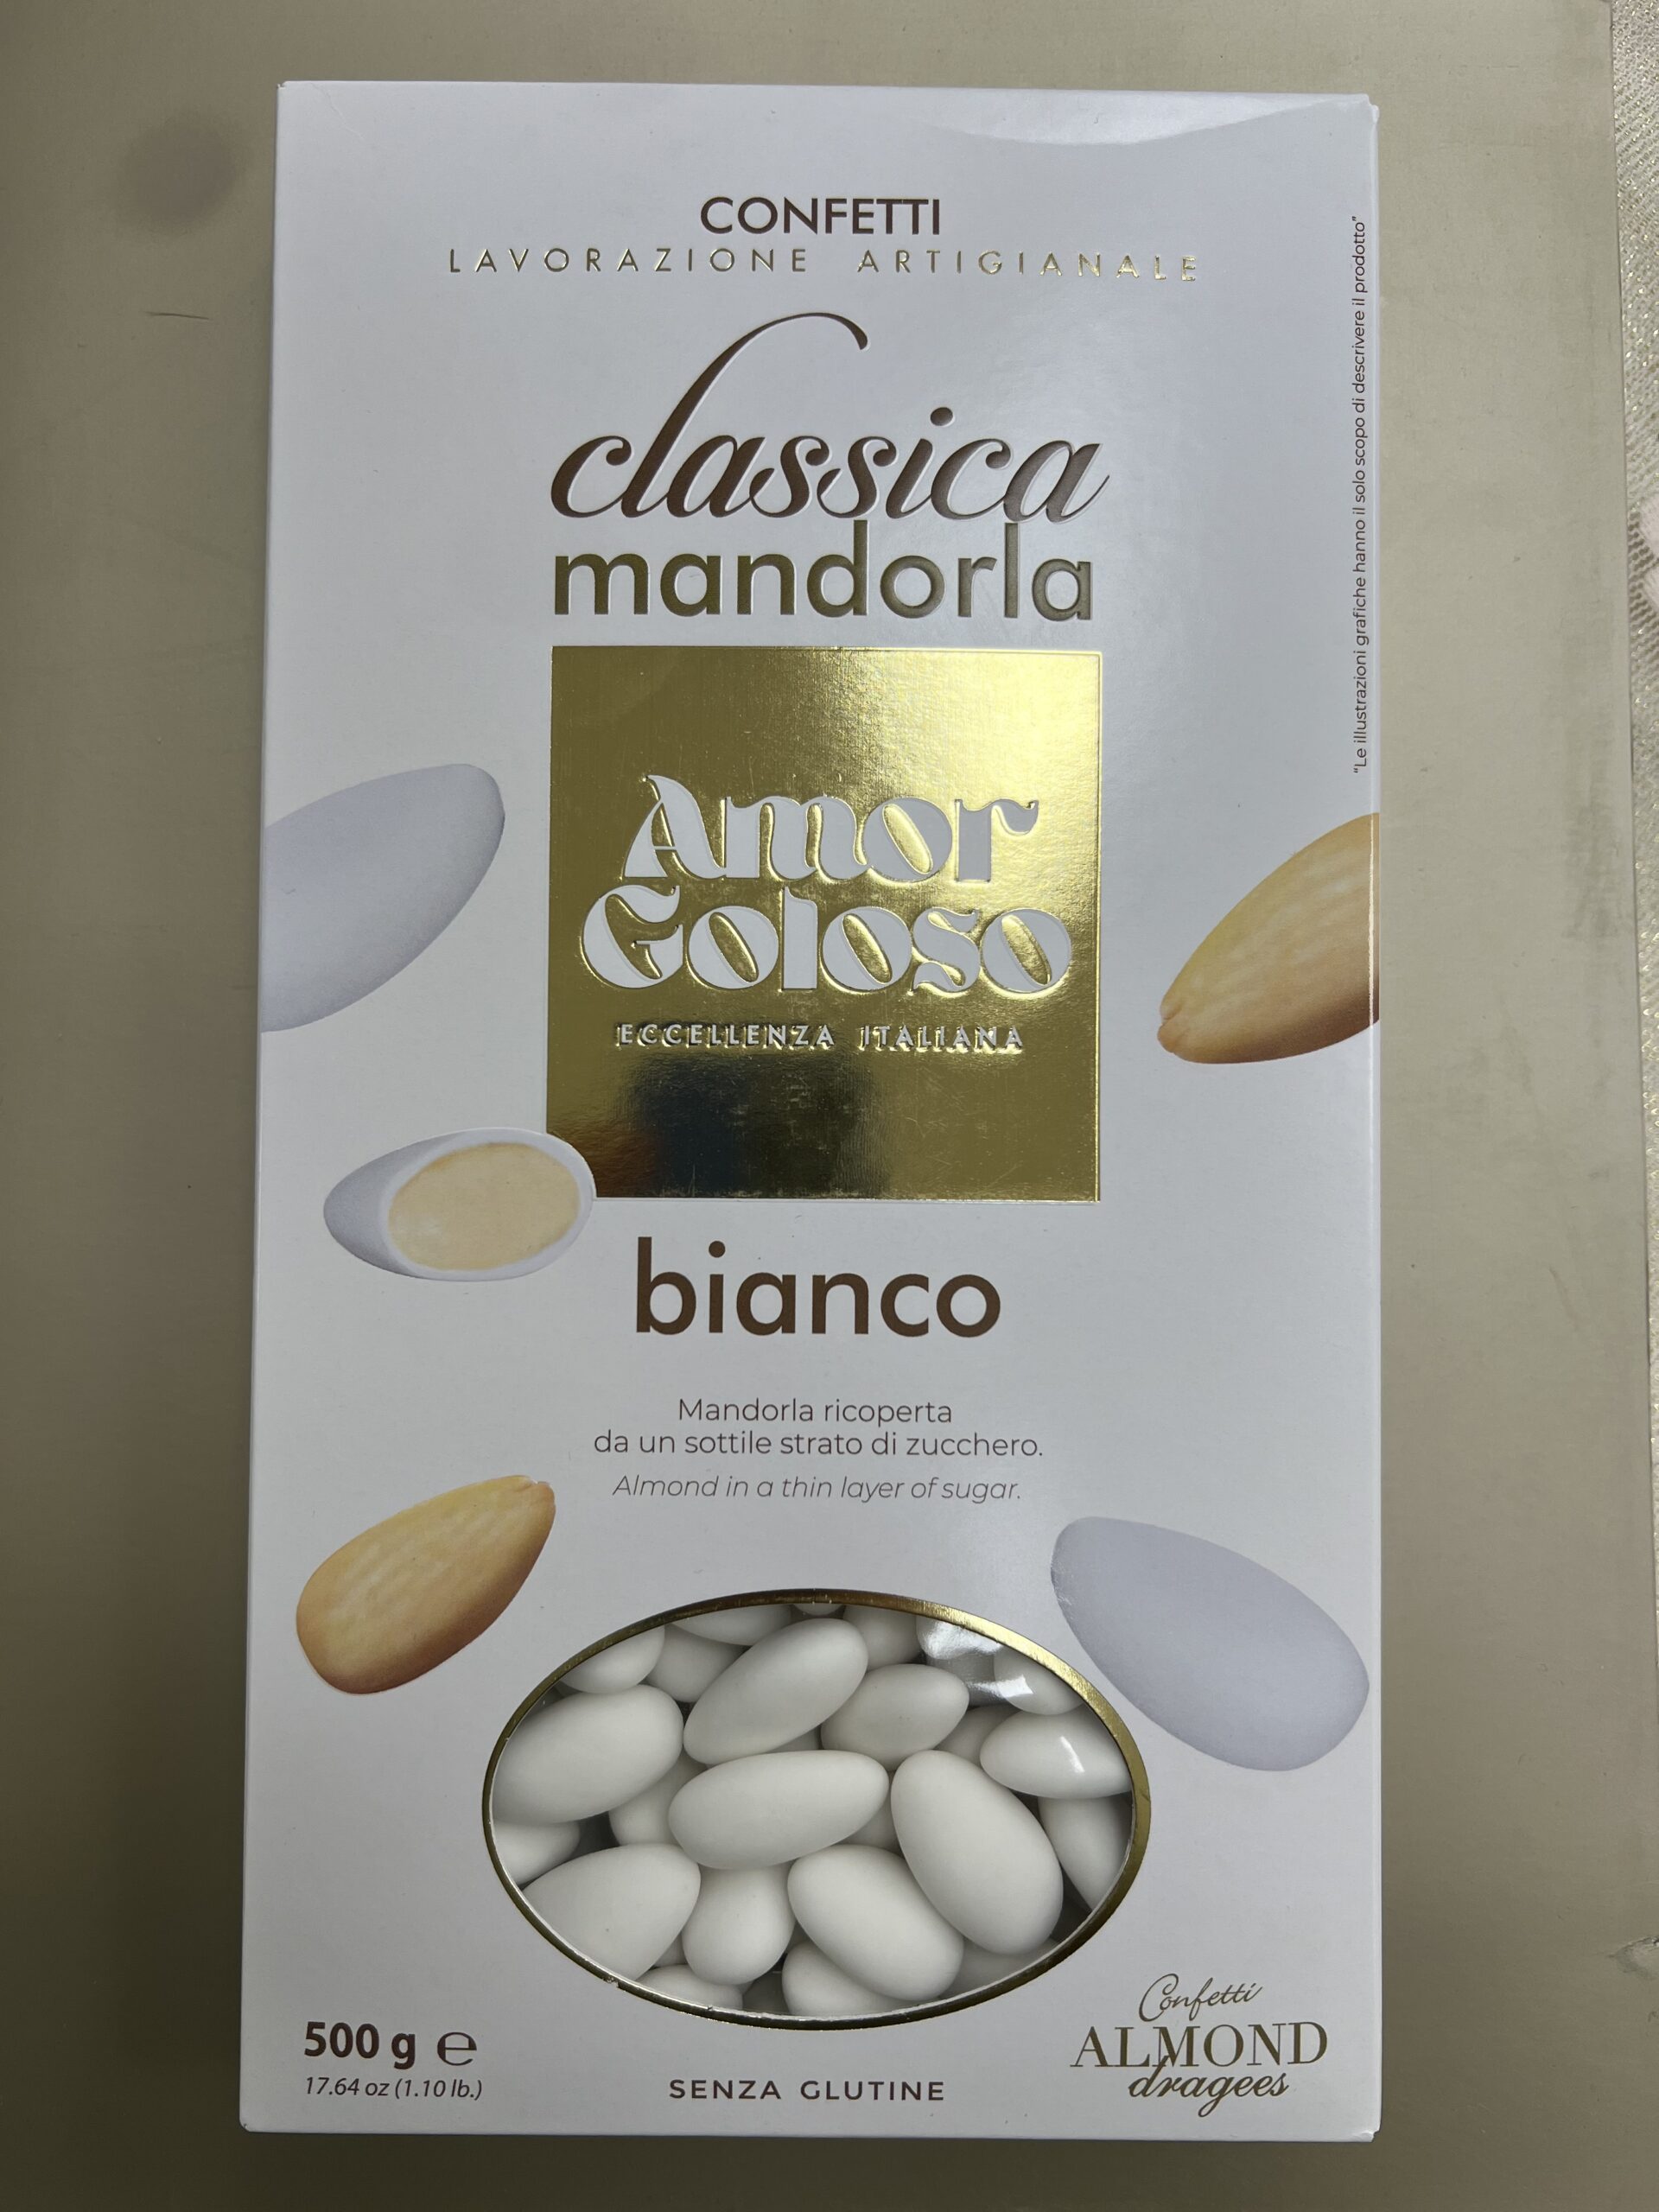 CONFETTI
LAVORAZIONE ARTIGIANALE
classica
mandorla
Amor
Goloso
ECCELLENZA ITALIANA
bianco
Mandorla ricoperta
da un sottile strato di zucchero.
Almond in a thin layer of sugar.
500 g ℮
17.64 oz (1.10 lb.)
SENZA GLUTINE
Confetti
ALMOND
dragees
"Le illustrazioni grafiche hanno il solo scopo di descrivere il prodotto"